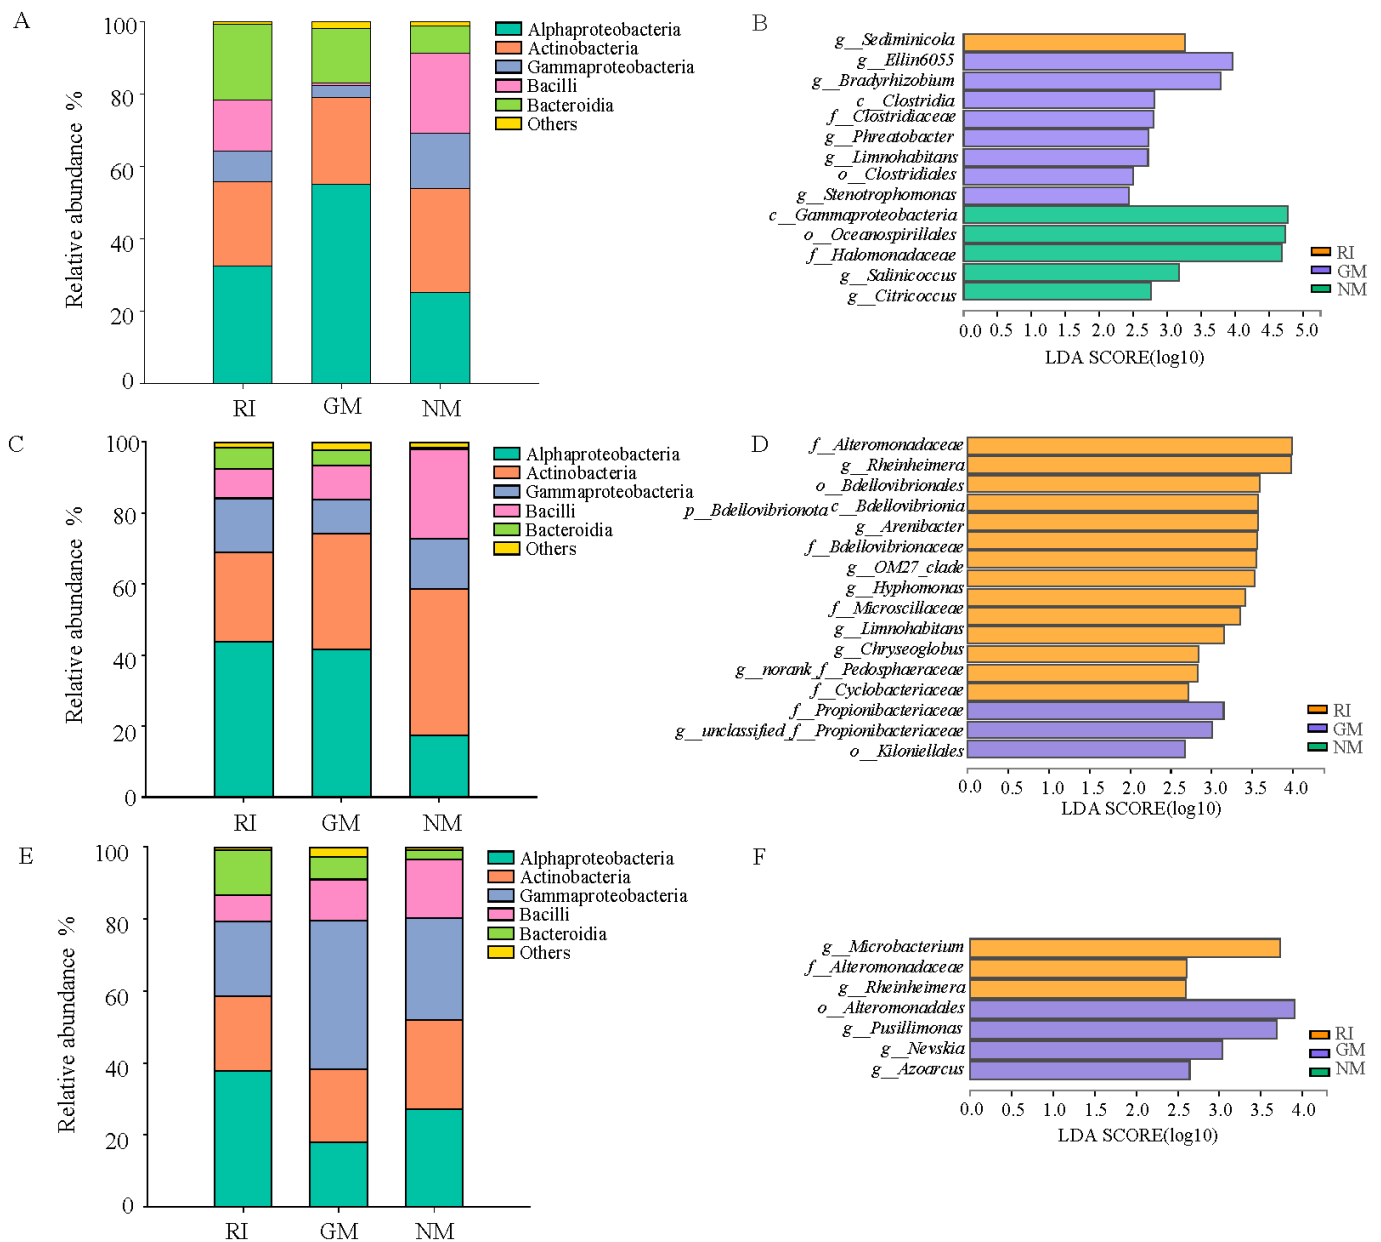 A
Relative abundance %
100
80
60
40
20
0
RI
GM
NM
Alphaproteobacteria
Actinobacteria
Gammaproteobacteria
Bacilli
Bacteroidia
Others
B
g__Sediminicola
g__Ellin6055
g__Bradyrhizobium
c__Clostridia
f__Clostridiaceae
g__Phreatobacter
g__Limnohabitans
o__Clostridiales
g__Stenotrophomonas
c__Gammaproteobacteria
o__Oceanospirillales
f__Halomonadaceae
g__Salinicoccus
g__Citricoccus
RI
GM
NM
0.0 0.5 1.0 1.5 2.0 2.5 3.0 3.5 4.0 4.5 5.0
LDA SCORE(log10)
C
Relative abundance %
100
80
60
40
20
0
RI
GM
NM
Alphaproteobacteria
Actinobacteria
Gammaproteobacteria
Bacilli
Bacteroidia
Others
D
f__Alteromonadaceae
g__Rheinheimera
o__Bdellovibrionales
c__Bdellovibrionia
p__Bdellovibrionota
g__Arenibacter
f__Bdellovibrionaceae
g__OM27_clade
g__Hyphomonas
f__Microscillaceae
g__Limnohabitans
g__Chryseoglobus
g__norank_f__Pedosphaeraceae
f__Cyclobacteriaceae
f__Propionibacteriaceae
g__unclassified_f__Propionibacteriaceae
o__Kiloniellales
RI
GM
NM
0.0 0.5 1.0 1.5 2.0 2.5 3.0 3.5 4.0
LDA SCORE(log10)
E
Relative abundance %
100
80
60
40
20
0
RI
GM
NM
Alphaproteobacteria
Actinobacteria
Gammaproteobacteria
Bacilli
Bacteroidia
Others
F
g__Microbacterium
f__Alteromonadaceae
g__Rheinheimera
o__Alteromonadales
g__Pusillimonas
g__Nevskia
g__Azoarcus
RI
GM
NM
0.0 0.5 1.0 1.5 2.0 2.5 3.0 3.5 4.0
LDA SCORE(log10)